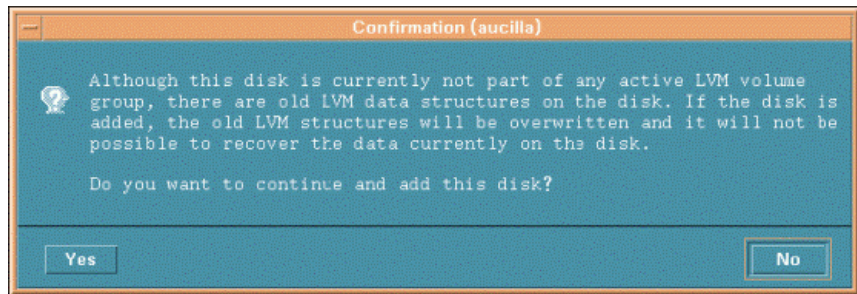 Confirmation (aucilla)
Although this disk is currently not part of any active LVM volume
group, there are old LVM data structures on the disk. If the disk is
added, the old LVM structures will be overwritten and it will not be
possible to recover the data currently on the disk.
Do you want to continue and add this disk?
Yes
No